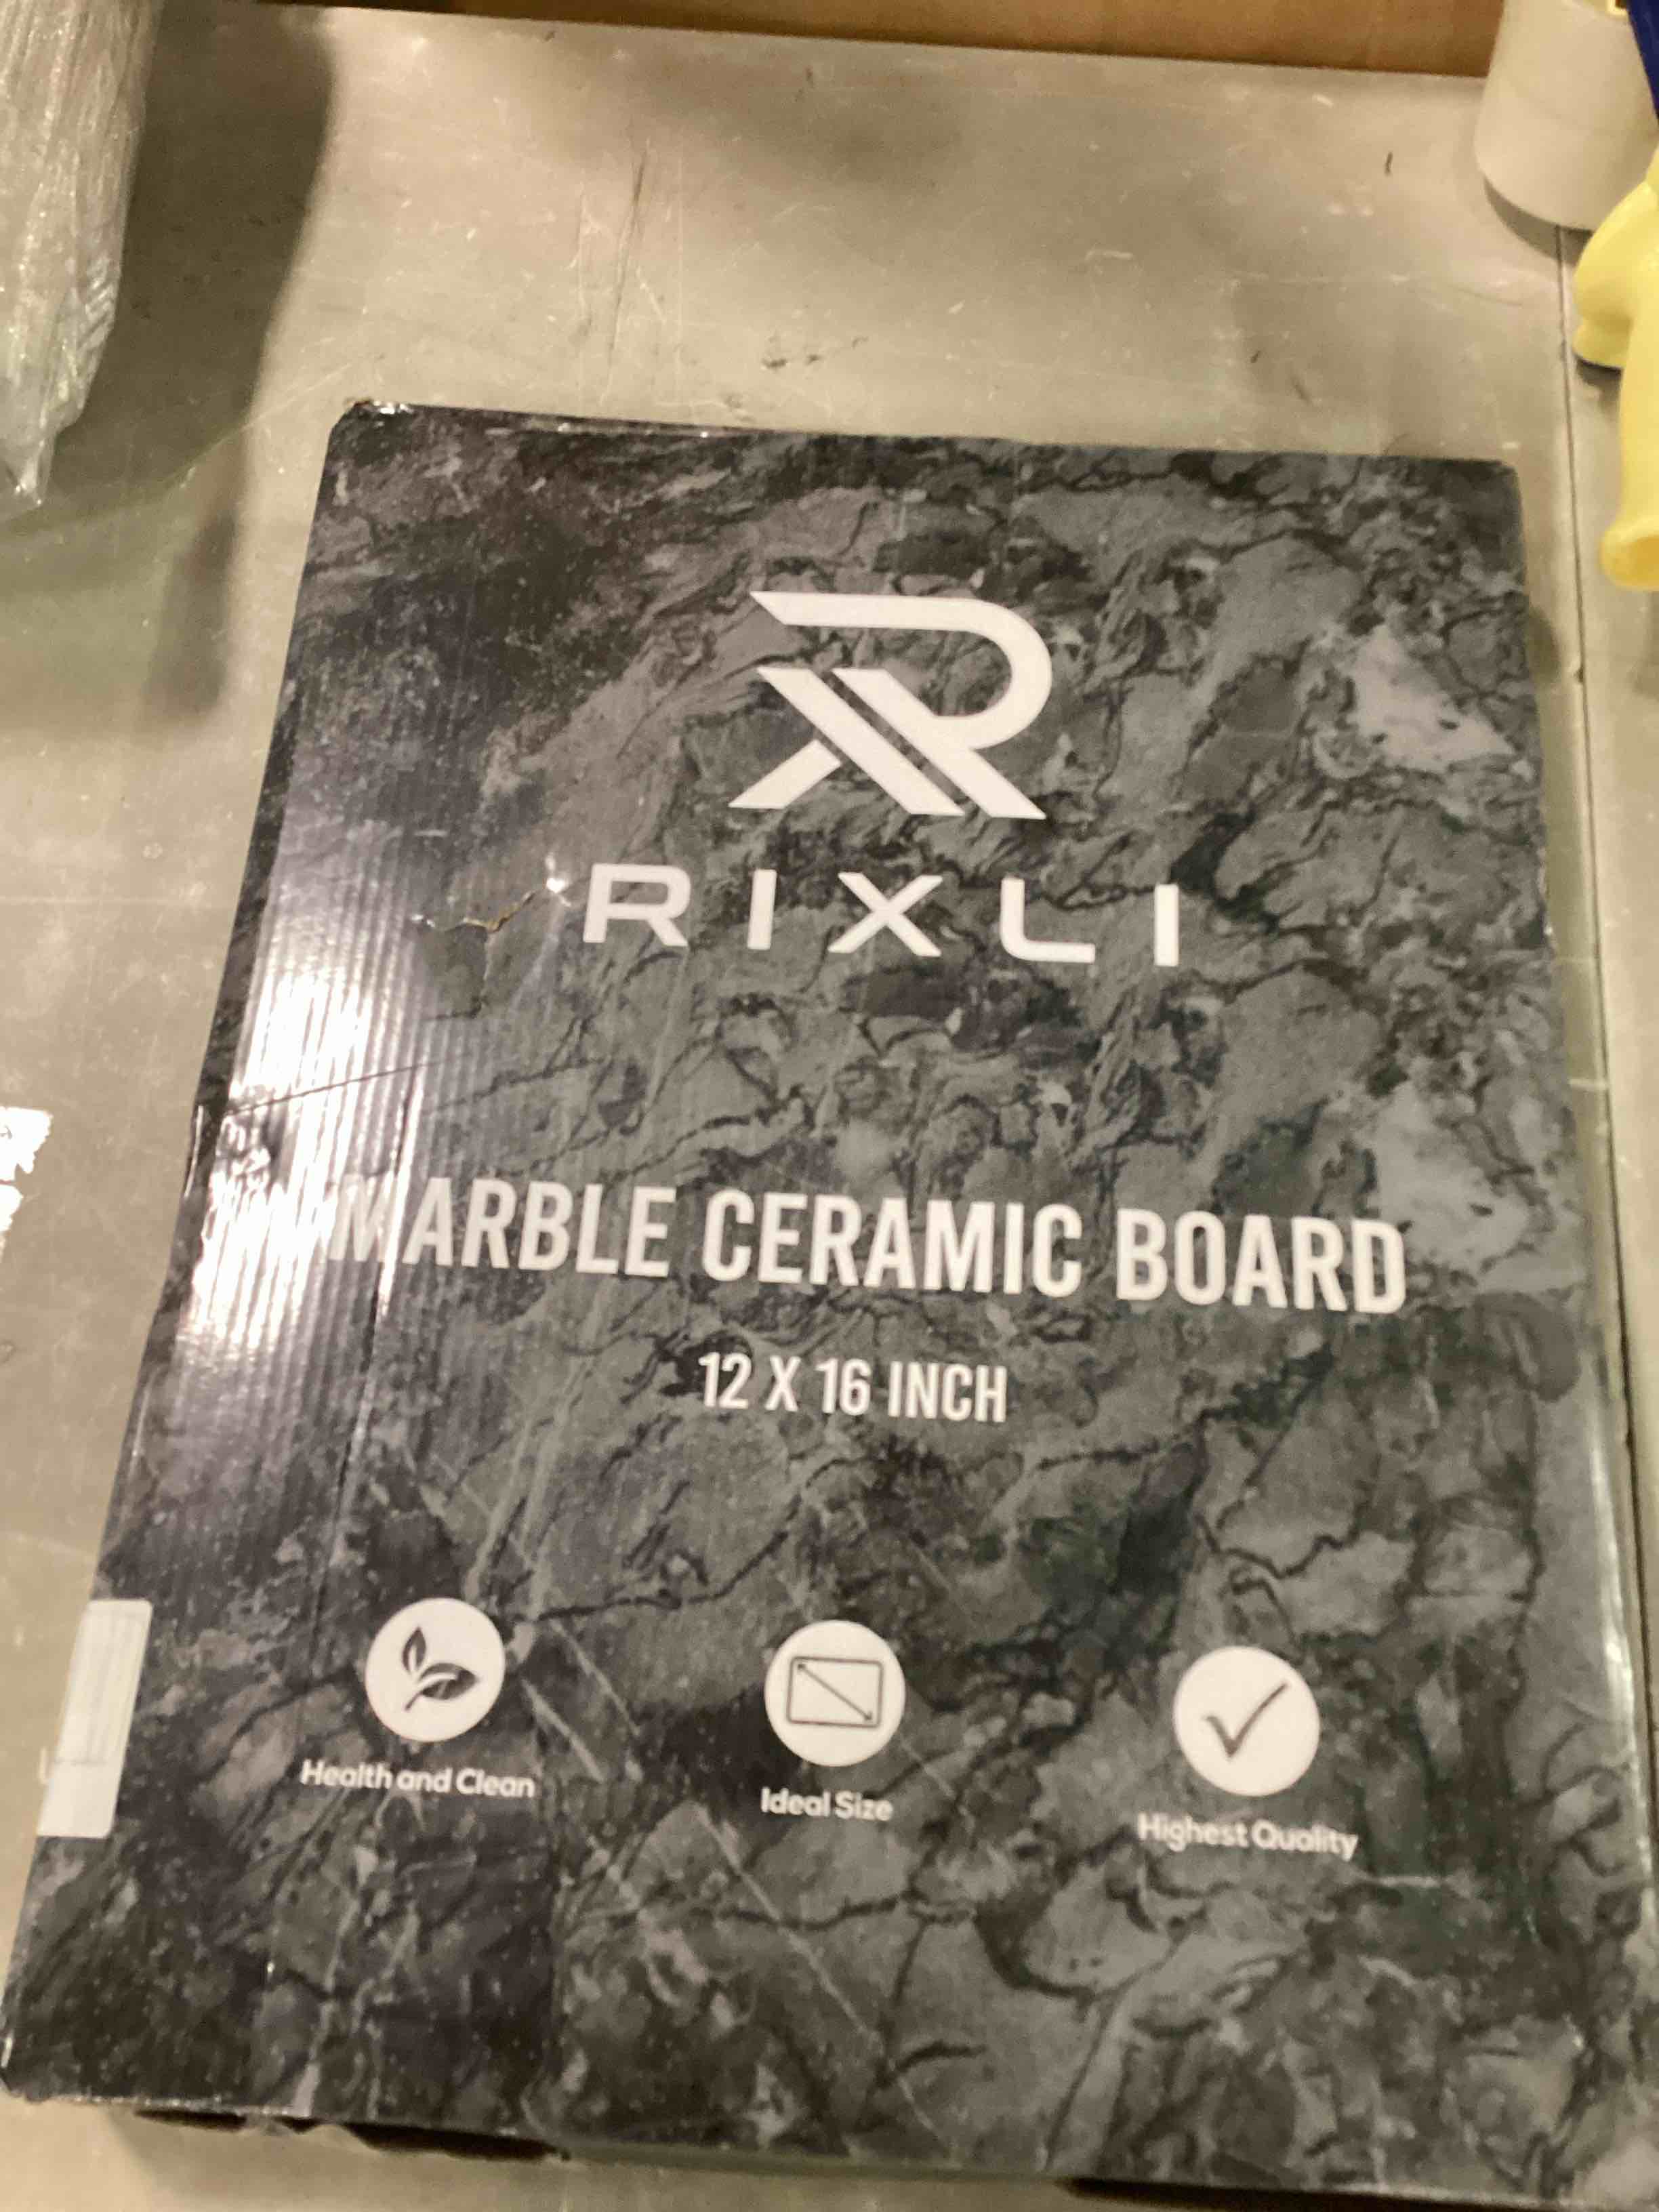 RIXLI
MARBLE CERAMIC BOARD
12 X 16 INCH
Health and Clean
Ideal Size
Highest Quality